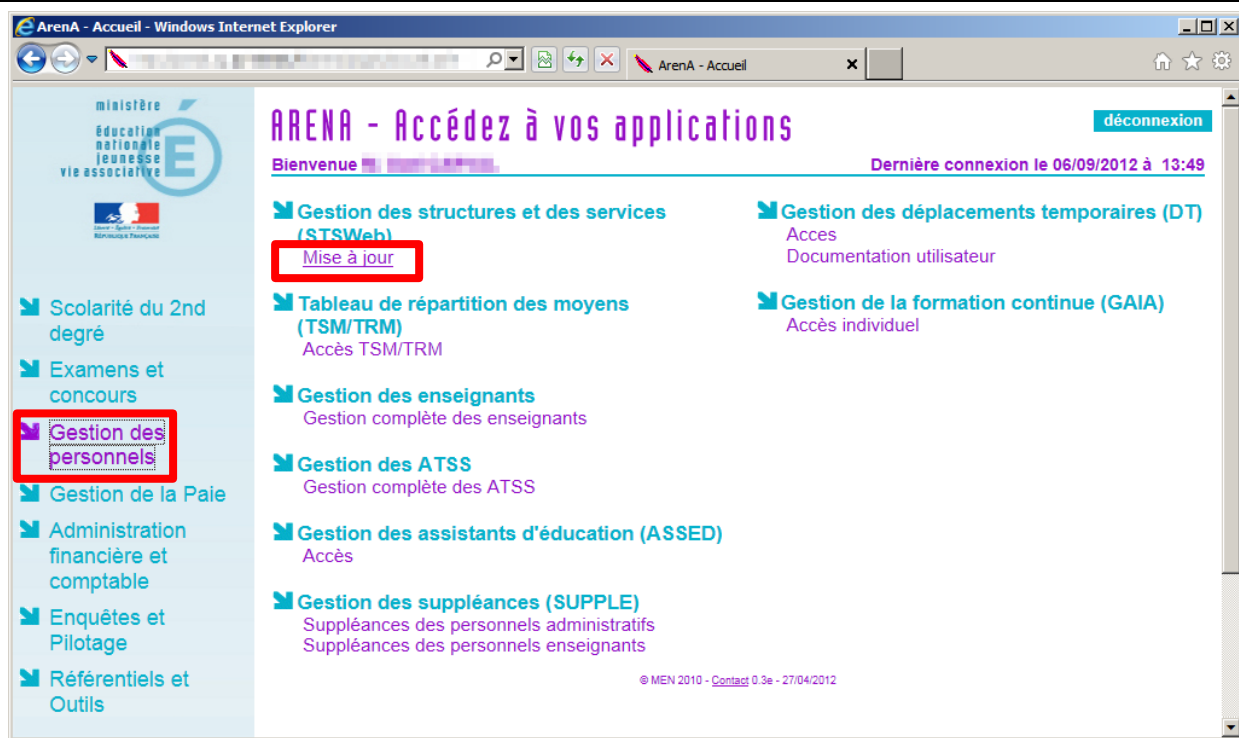 ArenA - Accueil - Windows Internet Explorer
ArenA - Accueil
ministère
éducation
nationale
jeunesse
vie associative
Liberté • Égalité • Fraternité
RÉPUBLIQUE FRANÇAISE
ARENA - Accédez à vos applications
déconnexion
Bienvenue
Dernière connexion le 06/09/2012 à 13:49
Scolarité du 2nd
degré
Examens et
concours
Gestion des
personnels
Gestion de la Paie
Administration
financière et
comptable
Enquêtes et
Pilotage
Référentiels et
Outils
Gestion des structures et des services
(STSWeb)
Mise à jour
Tableau de répartition des moyens
(TSM/TRM)
Accès TSM/TRM
Gestion des enseignants
Gestion complète des enseignants
Gestion des ATSS
Gestion complète des ATSS
Gestion des assistants d'éducation (ASSED)
Accès
Gestion des suppléances (SUPPLE)
Suppléances des personnels administratifs
Suppléances des personnels enseignants
Gestion des déplacements temporaires (DT)
Acces
Documentation utilisateur
Gestion de la formation continue (GAIA)
Accès individuel
© MEN 2010 - Contact 0.3e - 27/04/2012